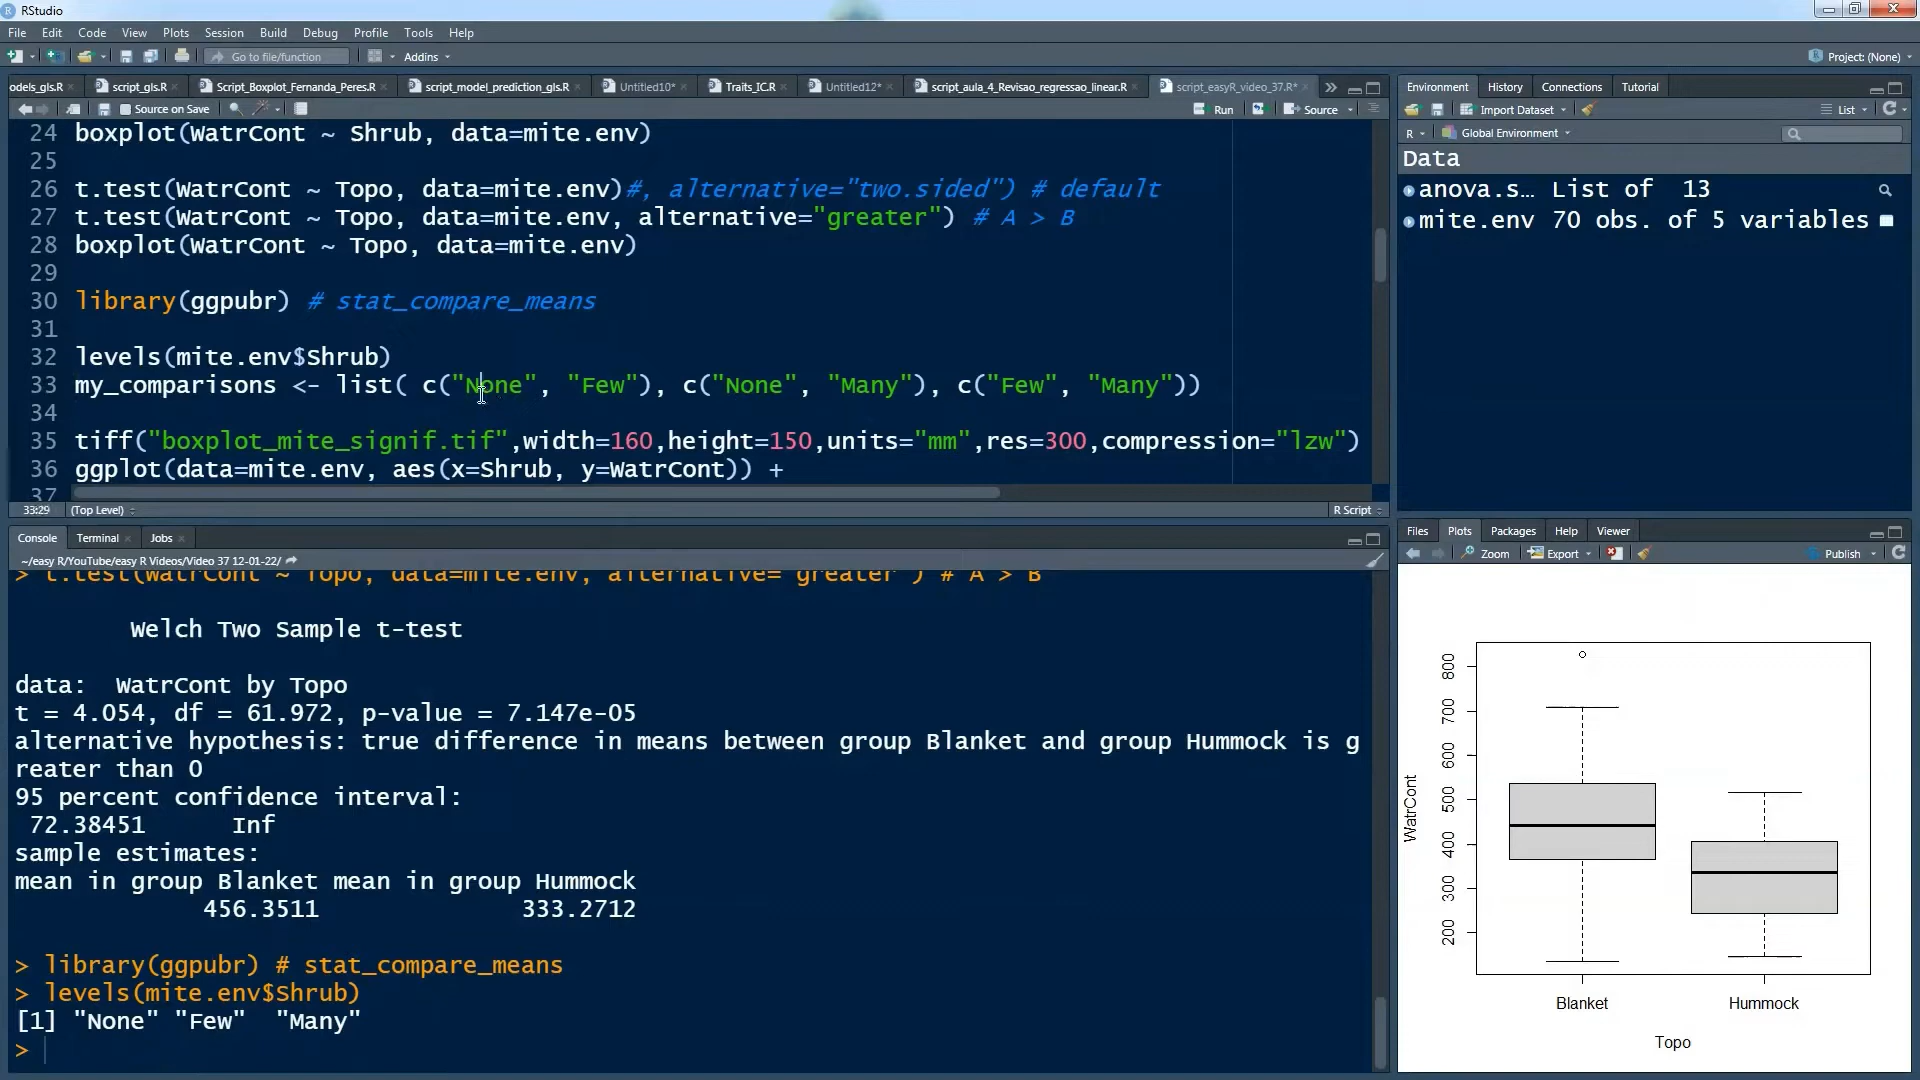 RStudio
File Edit Code View Plots Session Build Debug Profile Tools Help
Go to file/function Addins Project: (None)
odels_gls.R script_gls.R Script_Boxplot_Fernanda_Peres.R script_model_prediction_gls.R Untitled10* Traits_IC.R Untitled12* script_aula_4_Revisao_regressao_linear.R script_easyR_video_37.R*
Source on Save Run Source
24 boxplot(WatrCont ~ Shrub, data=mite.env)
25
26 t.test(WatrCont ~ Topo, data=mite.env)#, alternative="two.sided") # default
27 t.test(WatrCont ~ Topo, data=mite.env, alternative="greater") # A > B
28 boxplot(WatrCont ~ Topo, data=mite.env)
29
30 library(ggpubr) # stat_compare_means
31
32 levels(mite.env$Shrub)
33 my_comparisons <- list( c("None", "Few"), c("None", "Many"), c("Few", "Many"))
34
35 tiff("boxplot_mite_signif.tif",width=160,height=150,units="mm",res=300,compression="lzw")
36 ggplot(data=mite.env, aes(x=Shrub, y=WatrCont)) +
37
33:29 (Top Level) R Script
Console Terminal Jobs
~/easy R/YouTube/easy R Videos/Video 37 12-01-22/
> t.test(WatrCont ~ Topo, data=mite.env, alternative="greater") # A > B
Welch Two Sample t-test
data: WatrCont by Topo
t = 4.054, df = 61.972, p-value = 7.147e-05
alternative hypothesis: true difference in means between group Blanket and group Hummock is g
reater than 0
95 percent confidence interval:
72.38451 Inf
sample estimates:
mean in group Blanket mean in group Hummock
456.3511 333.2712
> library(ggpubr) # stat_compare_means
> levels(mite.env$Shrub)
[1] "None" "Few" "Many"
>
Environment History Connections Tutorial
Import Dataset List
R Global Environment
Data
anova.s… List of 13
mite.env 70 obs. of 5 variables
Files Plots Packages Help Viewer
Zoom Export Publish
WatrCont
800
700
600
500
400
300
200
Blanket Hummock
Topo